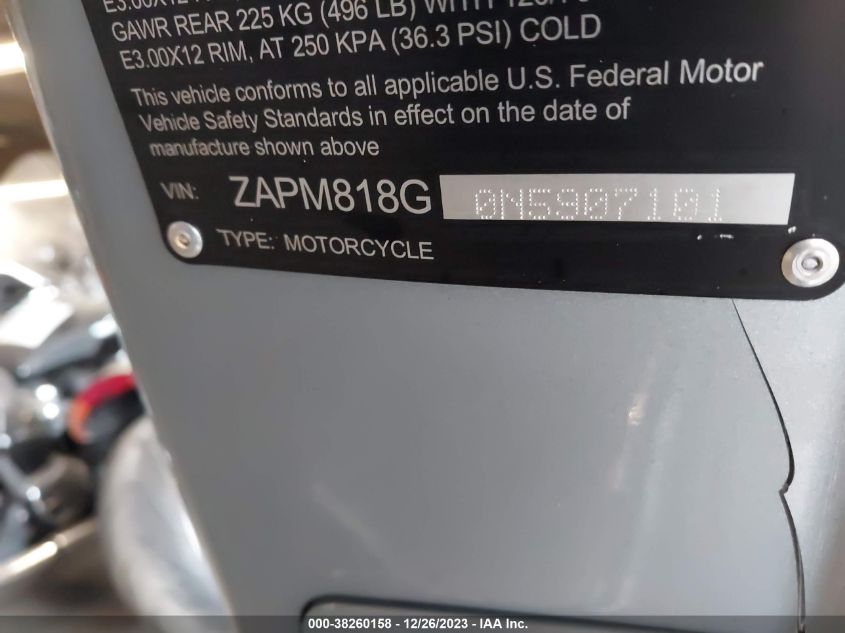 GAWR REAR 225 KG (496 LB) WITH
E3.00X12 RIM, AT 250 KPA (36.3 PSI) COLD
This vehicle conforms to all applicable U.S. Federal Motor
Vehicle Safety Standards in effect on the date of
manufacture shown above
VIN: ZAPM818G 0N5907101
TYPE: MOTORCYCLE
000-38260158 - 12/26/2023 - IAA Inc.